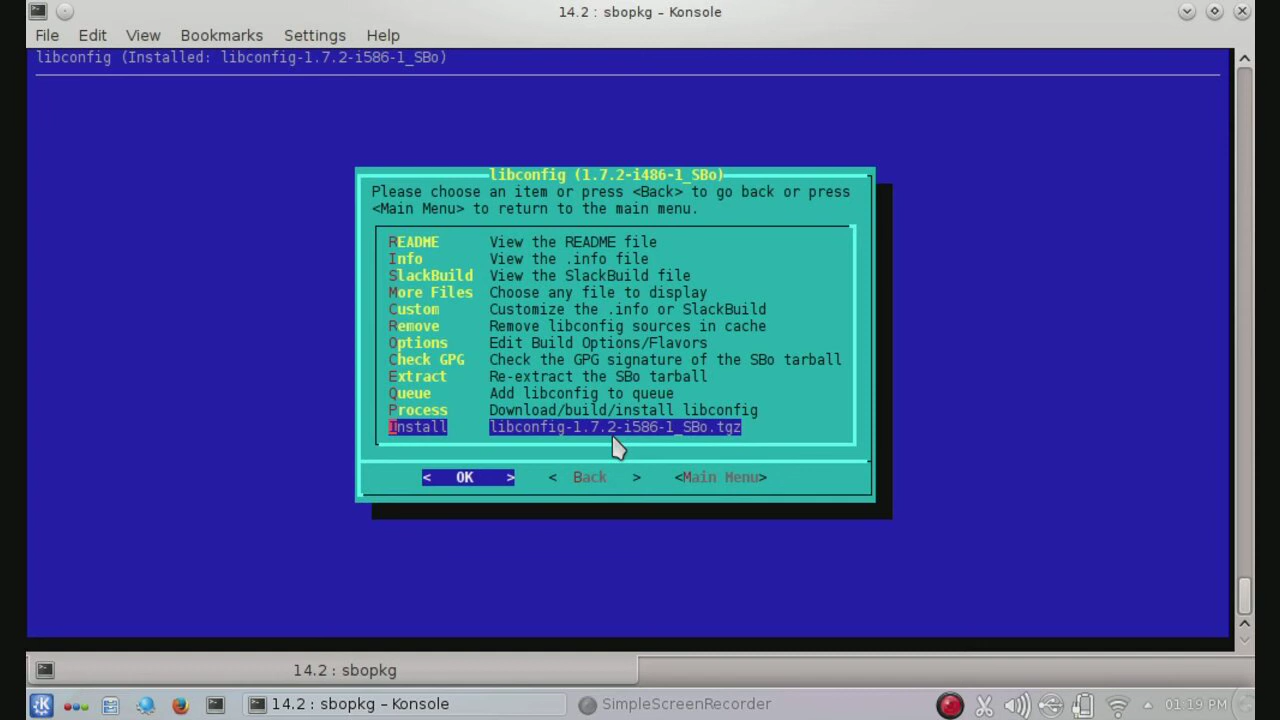 14.2 : sbopkg – Konsole
File Edit View Bookmarks Settings Help
libconfig (Installed: libconfig-1.7.2-i586-1_SBo)
libconfig (1.7.2-i486-1_SBo)
Please choose an item or press <Back> to go back or press
<Main Menu> to return to the main menu.
README View the README file
Info View the .info file
SlackBuild View the SlackBuild file
More Files Choose any file to display
Custom Customize the .info or SlackBuild
Remove Remove libconfig sources in cache
Options Edit Build Options/Flavors
Check GPG Check the GPG signature of the SBo tarball
Extract Re-extract the SBo tarball
Queue Add libconfig to queue
Process Download/build/install libconfig
Install libconfig-1.7.2-i586-1_SBo.tgz
< OK > < Back > <Main Menu>
14.2 : sbopkg
14.2 : sbopkg – Konsole SimpleScreenRecorder 01:19 PM